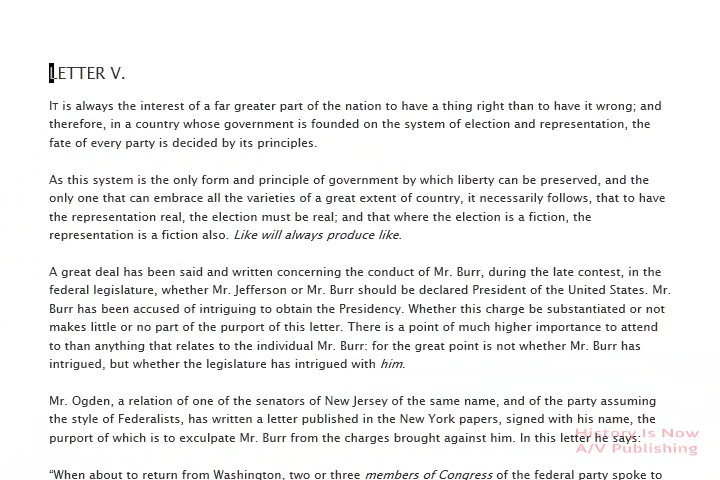 LETTER V.
IT is always the interest of a far greater part of the nation to have a thing right than to have it wrong; and
therefore, in a country whose government is founded on the system of election and representation, the
fate of every party is decided by its principles.
As this system is the only form and principle of government by which liberty can be preserved, and the
only one that can embrace all the varieties of a great extent of country, it necessarily follows, that to have
the representation real, the election must be real; and that where the election is a fiction, the
representation is a fiction also. Like will always produce like.
A great deal has been said and written concerning the conduct of Mr. Burr, during the late contest, in the
federal legislature, whether Mr. Jefferson or Mr. Burr should be declared President of the United States. Mr.
Burr has been accused of intriguing to obtain the Presidency. Whether this charge be substantiated or not
makes little or no part of the purport of this letter. There is a point of much higher importance to attend
to than anything that relates to the individual Mr. Burr: for the great point is not whether Mr. Burr has
intrigued, but whether the legislature has intrigued with him.
Mr. Ogden, a relation of one of the senators of New Jersey of the same name, and of the party assuming
the style of Federalists, has written a letter published in the New York papers, signed with his name, the
purport of which is to exculpate Mr. Burr from the charges brought against him. In this letter he says:
History Is Now
A/V Publishing
“When about to return from Washington, two or three members of Congress of the federal party spoke to